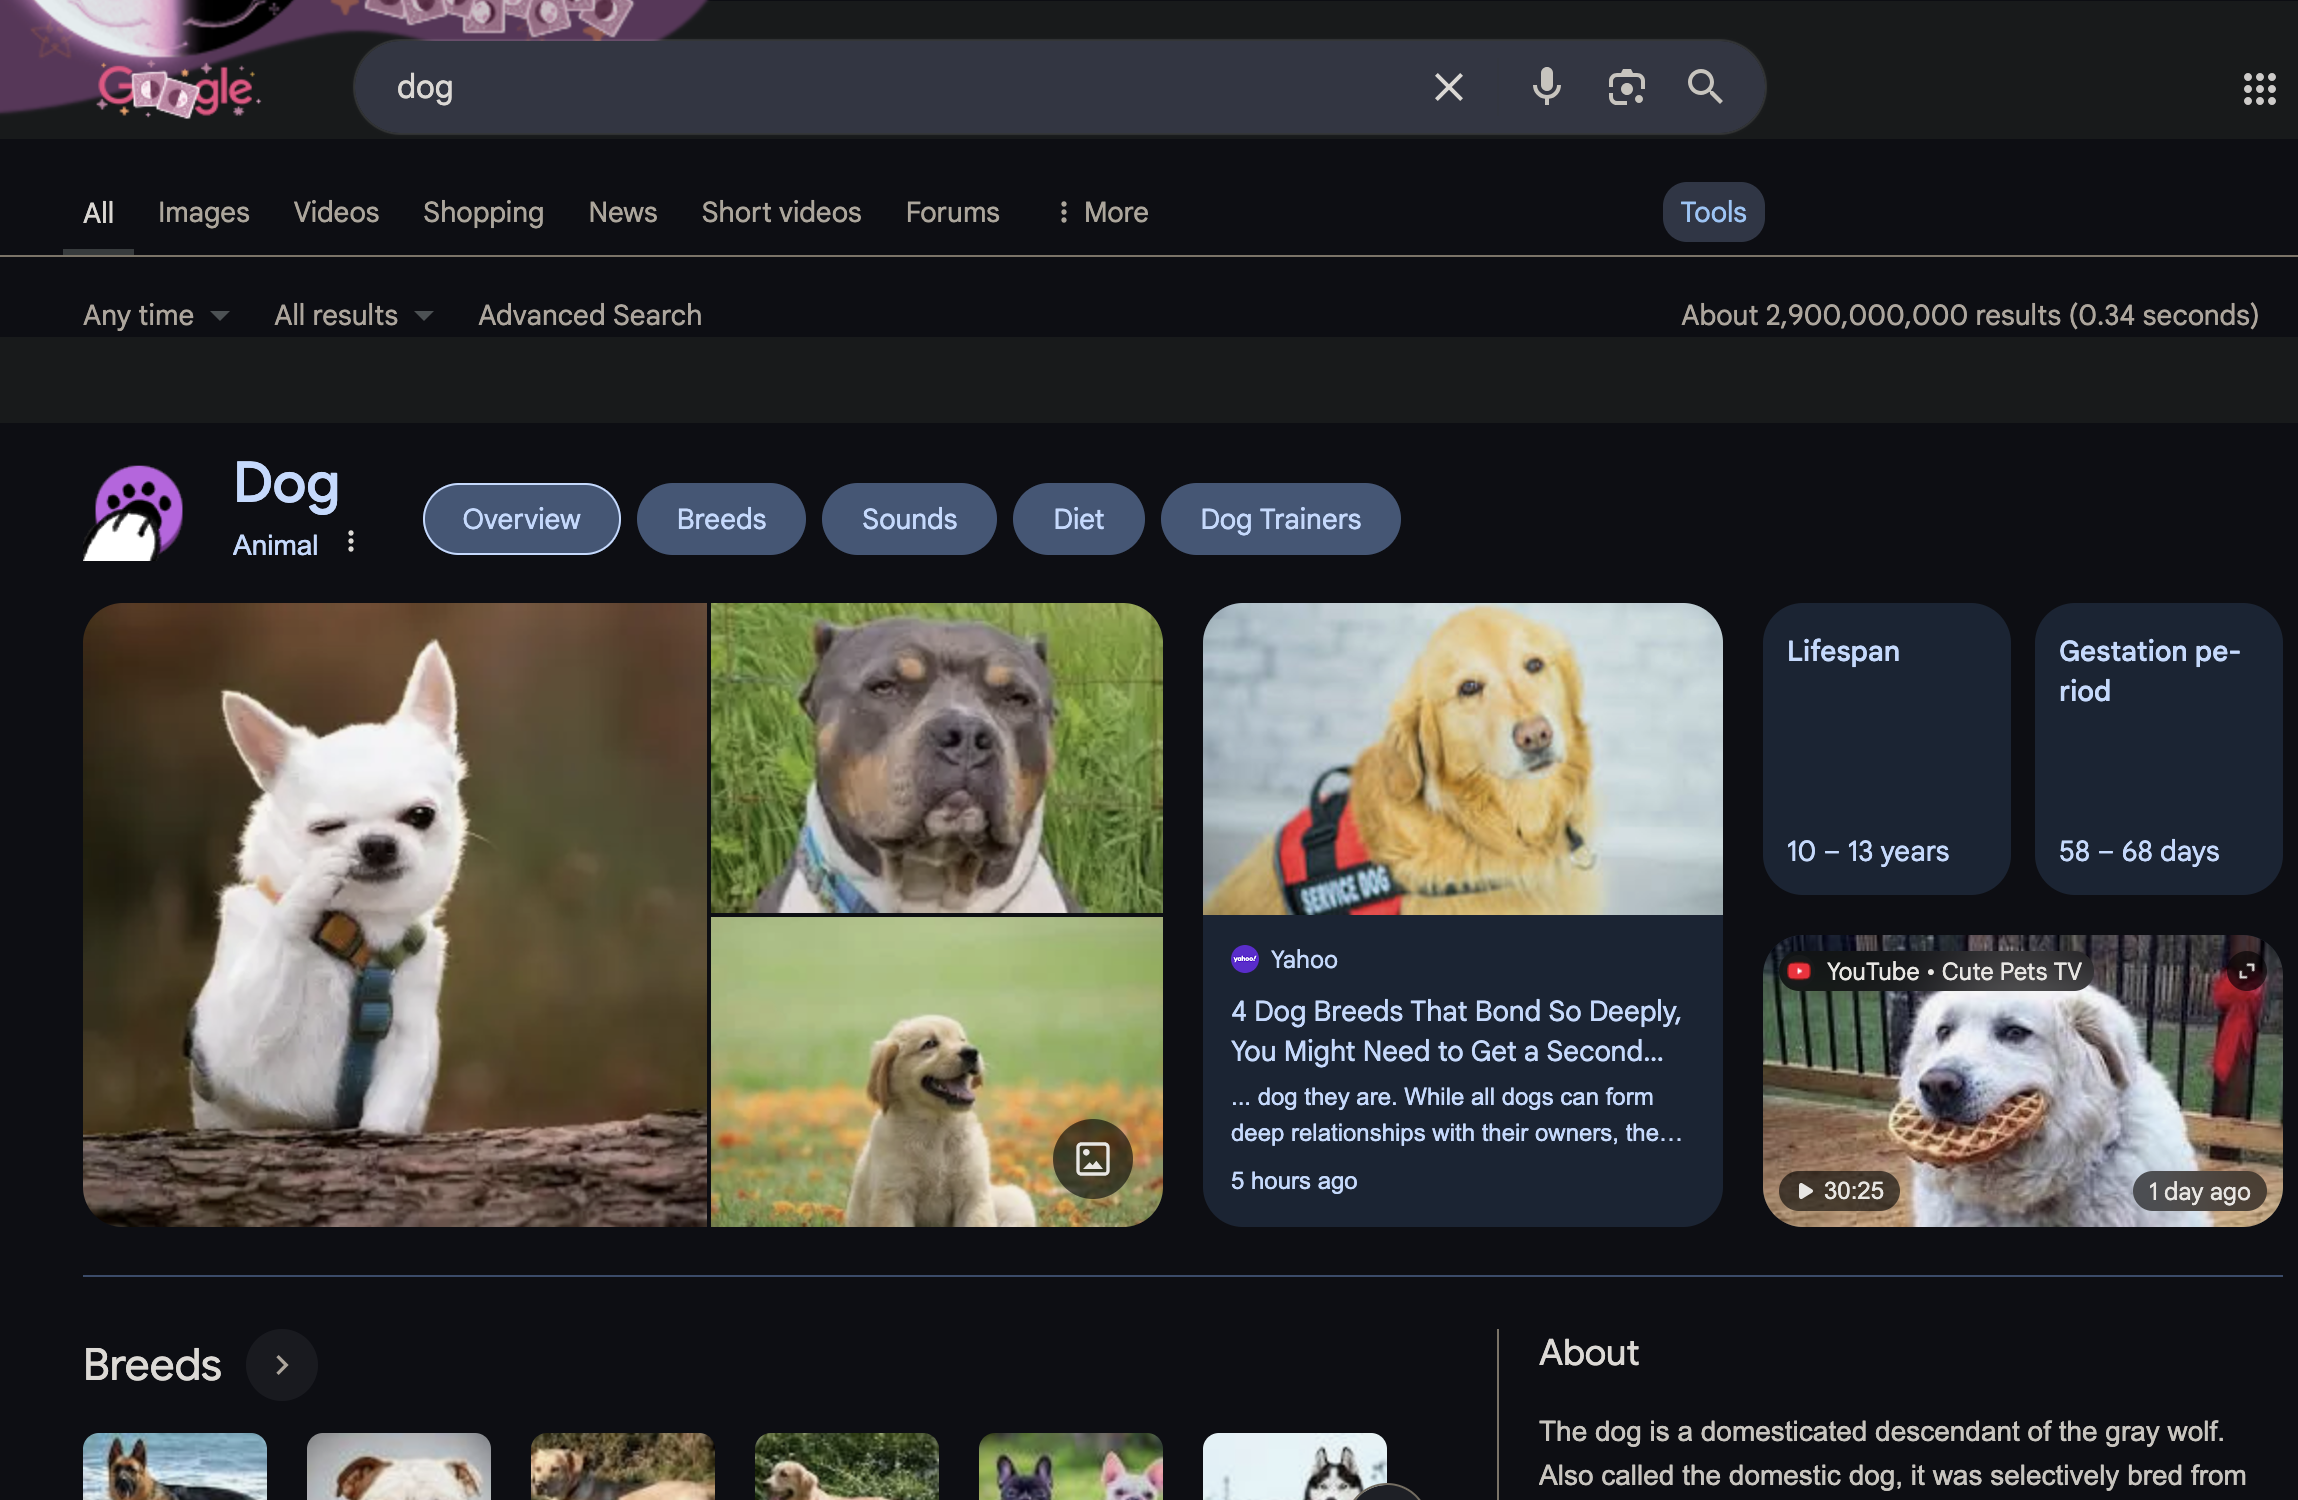 Google
dog
All Images Videos Shopping News Short videos Forums More Tools
Any time All results Advanced Search About 2,900,000,000 results (0.34 seconds)
Dog
Animal
Overview Breeds Sounds Diet Dog Trainers
SERVICE DOG
yahoo!
Yahoo
4 Dog Breeds That Bond So Deeply,
You Might Need to Get a Second...
... dog they are. While all dogs can form
deep relationships with their owners, the...
5 hours ago
Lifespan
10 – 13 years
Gestation pe-
riod
58 – 68 days
YouTube • Cute Pets TV
30:25 1 day ago
Breeds
About
The dog is a domesticated descendant of the gray wolf.
Also called the domestic dog, it was selectively bred from